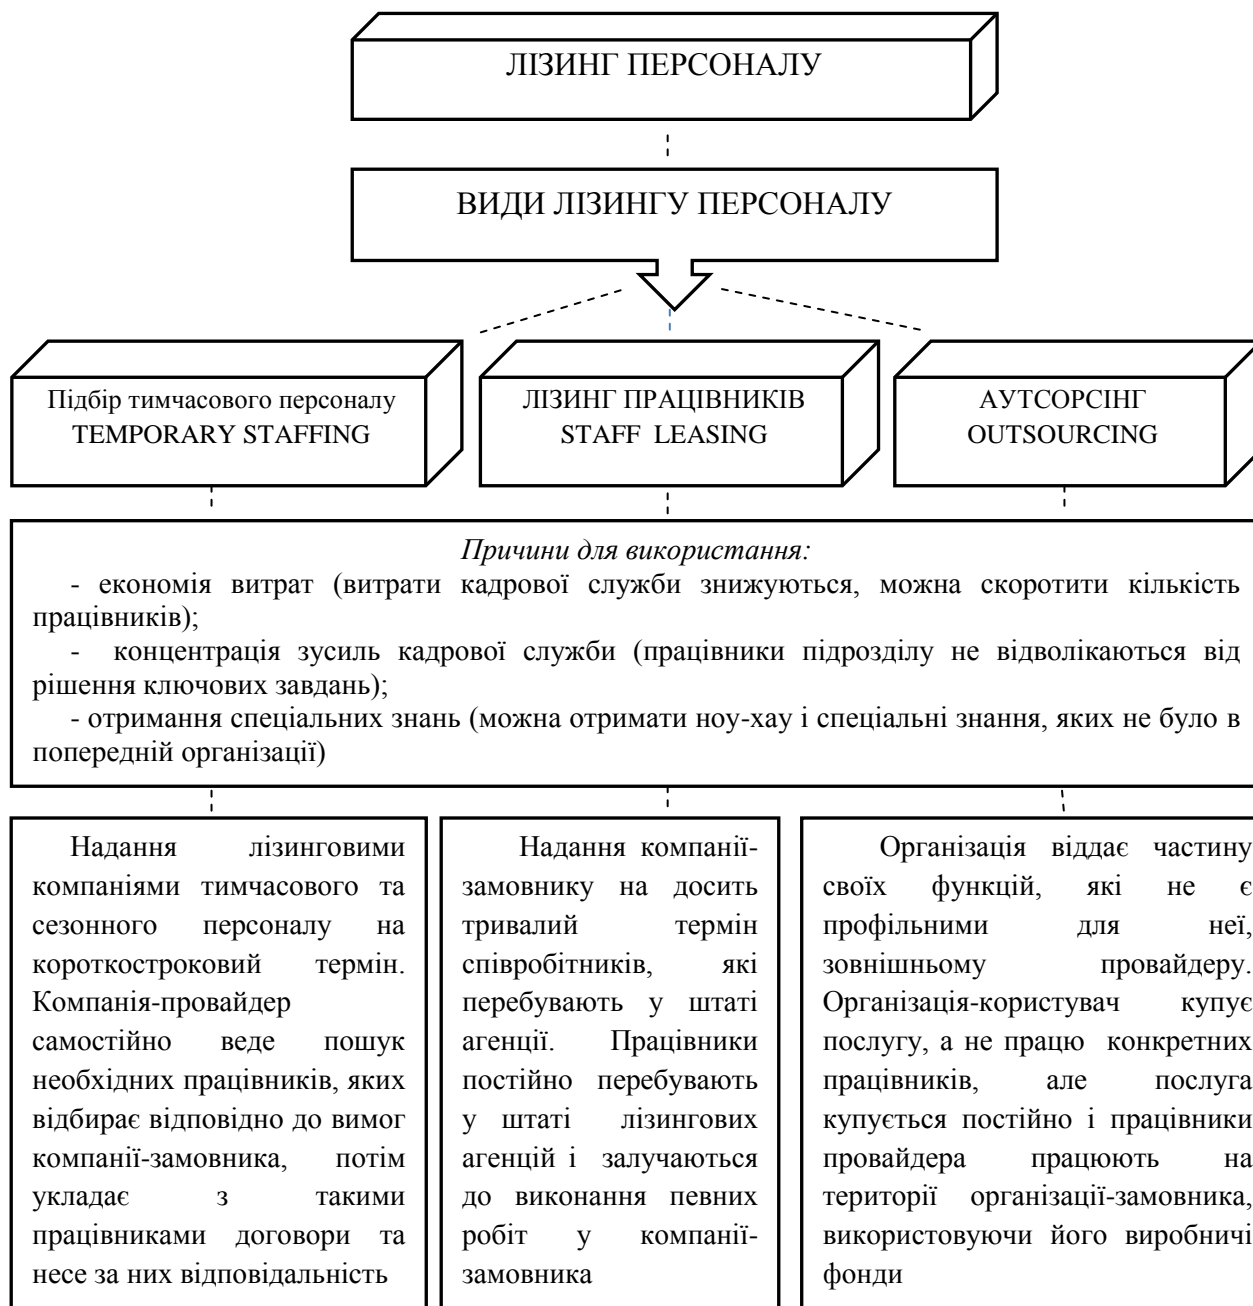 ЛІЗИНГ ПЕРСОНАЛУ
ВИДИ ЛІЗИНГУ ПЕРСОНАЛУ
Підбір тимчасового персоналу
TEMPORARY STAFFING
ЛІЗИНГ ПРАЦІВНИКІВ
STAFF LEASING
АУТСОРСІНГ
OUTSOURCING
Причини для використання:
- економія витрат (витрати кадрової служби знижуються, можна скоротити кількість
працівників);
- концентрація зусиль кадрової служби (працівники підрозділу не відволікаються від
рішення ключових завдань);
- отримання спеціальних знань (можна отримати ноу-хау і спеціальні знання, яких не було в
попередній організації)
Надання лізинговими
компаніями тимчасового та
сезонного персоналу на
короткостроковий термін.
Компанія-провайдер
самостійно веде пошук
необхідних працівників, яких
відбирає відповідно до вимог
компанії-замовника, потім
укладає з такими
працівниками договори та
несе за них відповідальність
Надання компанії-
замовнику на досить
тривалий термін
співробітників, які
перебувають у штаті
агенції. Працівники
постійно перебувають
у штаті лізингових
агенцій і залучаються
до виконання певних
робіт у компанії-
замовника
Організація віддає частину
своїх функцій, які не є
профільними для неї,
зовнішньому провайдеру.
Організація-користувач купує
послугу, а не працю конкретних
працівників, але послуга
купується постійно і працівники
провайдера працюють на
території організації-замовника,
використовуючи його виробничі
фонди